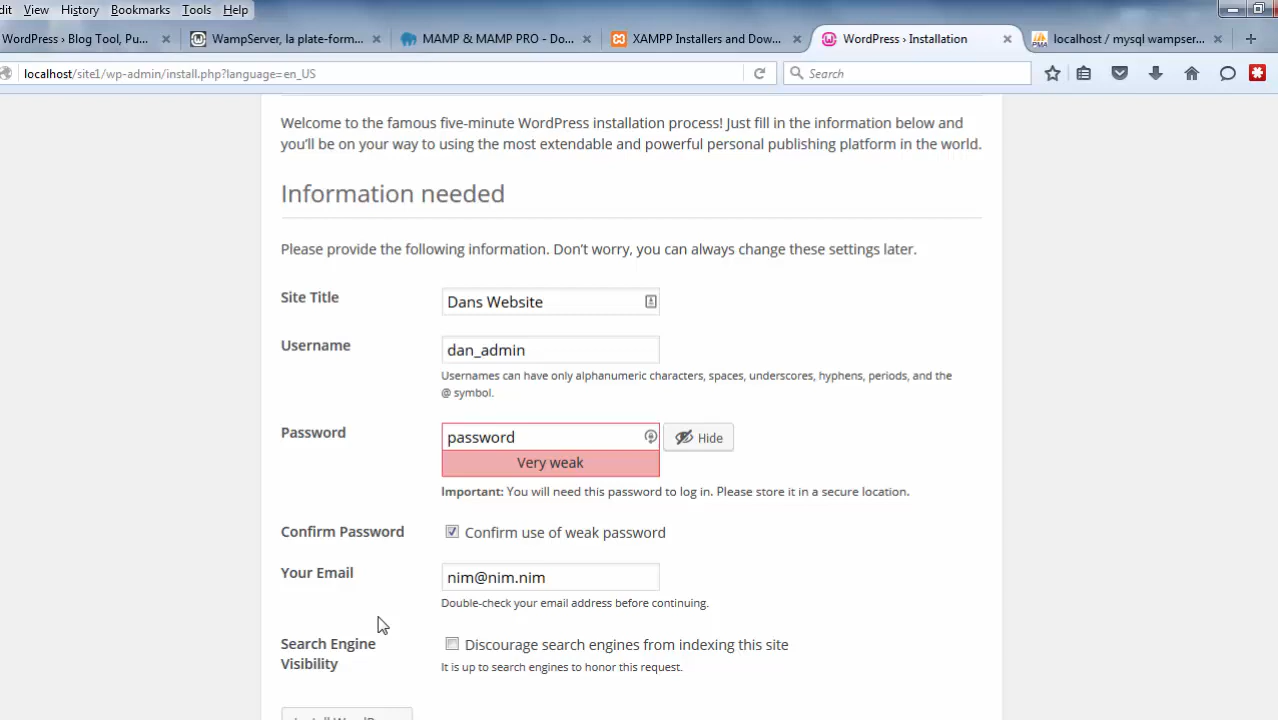 dit View History Bookmarks Tools Help
WordPress › Blog Tool, Pu... WampServer, la plate-form... MAMP & MAMP PRO - Do... XAMPP Installers and Dow... WordPress › Installation localhost / mysql wampser...
localhost/site1/wp-admin/install.php?language=en_US Search
Welcome to the famous five-minute WordPress installation process! Just fill in the information below and
you'll be on your way to using the most extendable and powerful personal publishing platform in the world.
Information needed
Please provide the following information. Don't worry, you can always change these settings later.
Site Title Dans Website
Username dan_admin
Usernames can have only alphanumeric characters, spaces, underscores, hyphens, periods, and the
@ symbol.
Password password Hide
Very weak
Important: You will need this password to log in. Please store it in a secure location.
Confirm Password Confirm use of weak password
Your Email nim@nim.nim
Double-check your email address before continuing.
Search Engine
Visibility
Discourage search engines from indexing this site
It is up to search engines to honor this request.